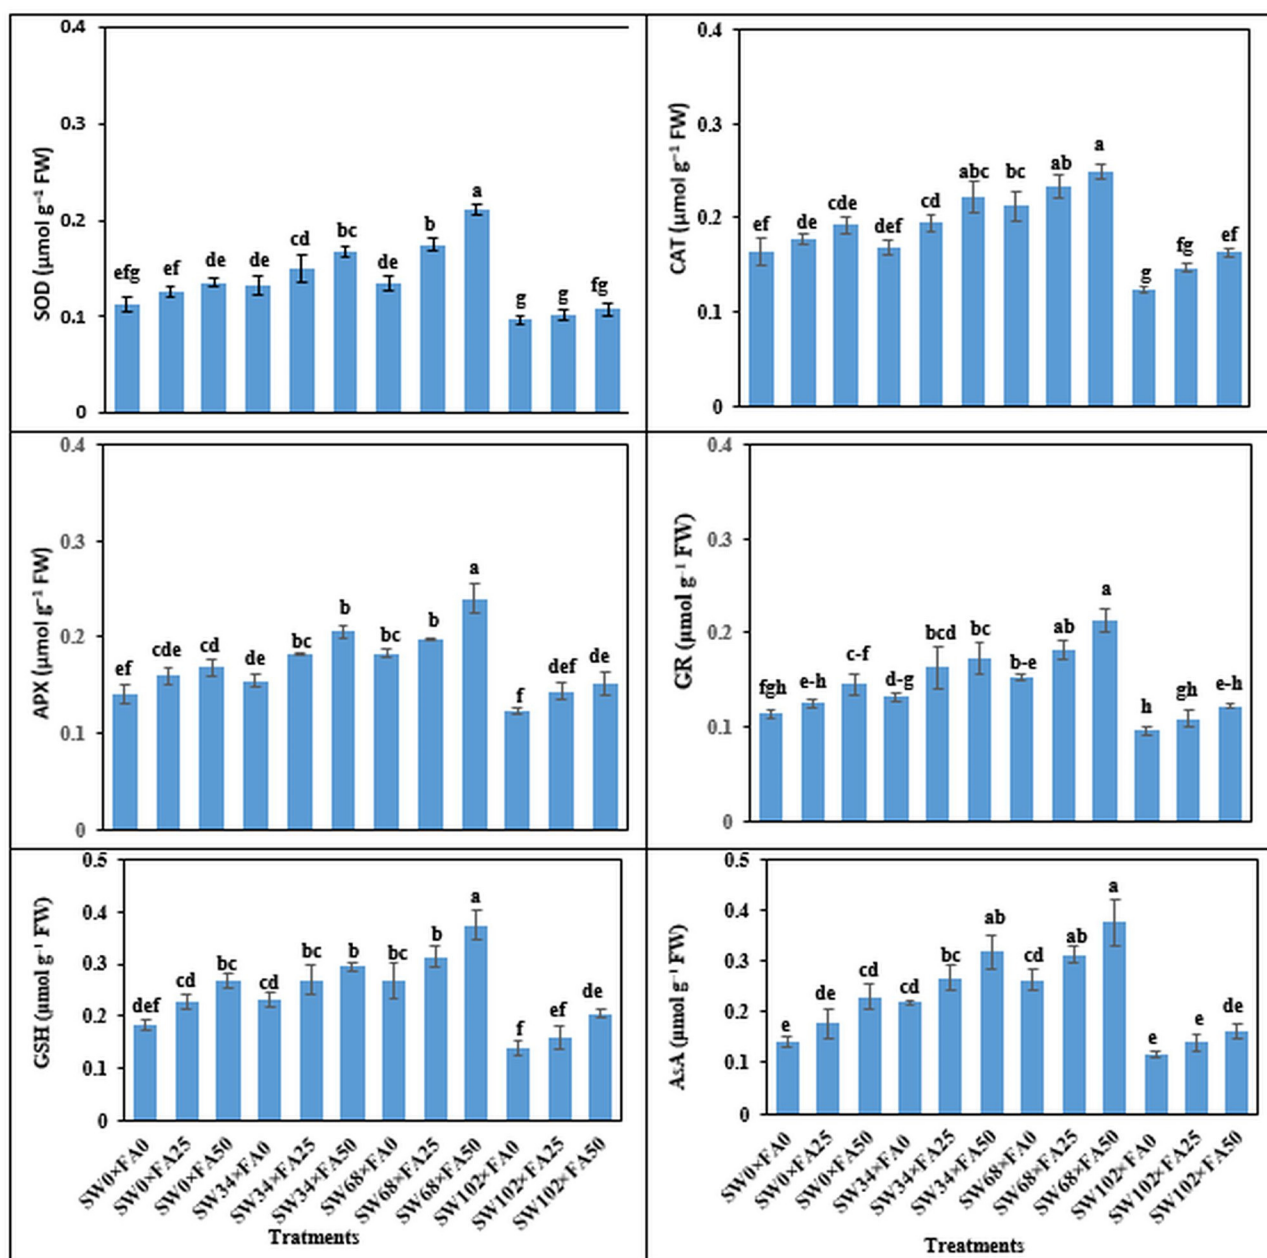 0.4
0.3
0.2
0.1
0
SOD (µmol g⁻¹ FW)
efg ef de de cd bc de b a g g fg
0.4
0.3
0.2
0.1
0
CAT (µmol g⁻¹ FW)
ef de cde def cd abc bc ab a g fg ef
0.4
0.3
0.2
0.1
0
APX (µmol g⁻¹ FW)
ef cde cd de bc b bc b a f def de
0.4
0.3
0.2
0.1
0
GR (µmol g⁻¹ FW)
fgh e-h c-f d-g bcd bc b-e ab a h gh e-h
0.5
0.4
0.3
0.2
0.1
0
GSH (µmol g⁻¹ FW)
def cd bc cd bc b bc b a f ef de
SW0×FA0
SW0×FA25
SW0×FA50
SW34×FA0
SW34×FA25
SW34×FA50
SW68×FA0
SW68×FA25
SW68×FA50
SW102×FA0
SW102×FA25
SW102×FA50
Tratments
0.5
0.4
0.3
0.2
0.1
0
AsA (µmol g⁻¹ FW)
e de cd cd bc ab cd ab a e e de
SW0×FA0
SW0×FA25
SW0×FA50
SW34×FA0
SW34×FA25
SW34×FA50
SW68×FA0
SW68×FA25
SW68×FA50
SW102×FA0
SW102×FA25
SW102×FA50
Treatments